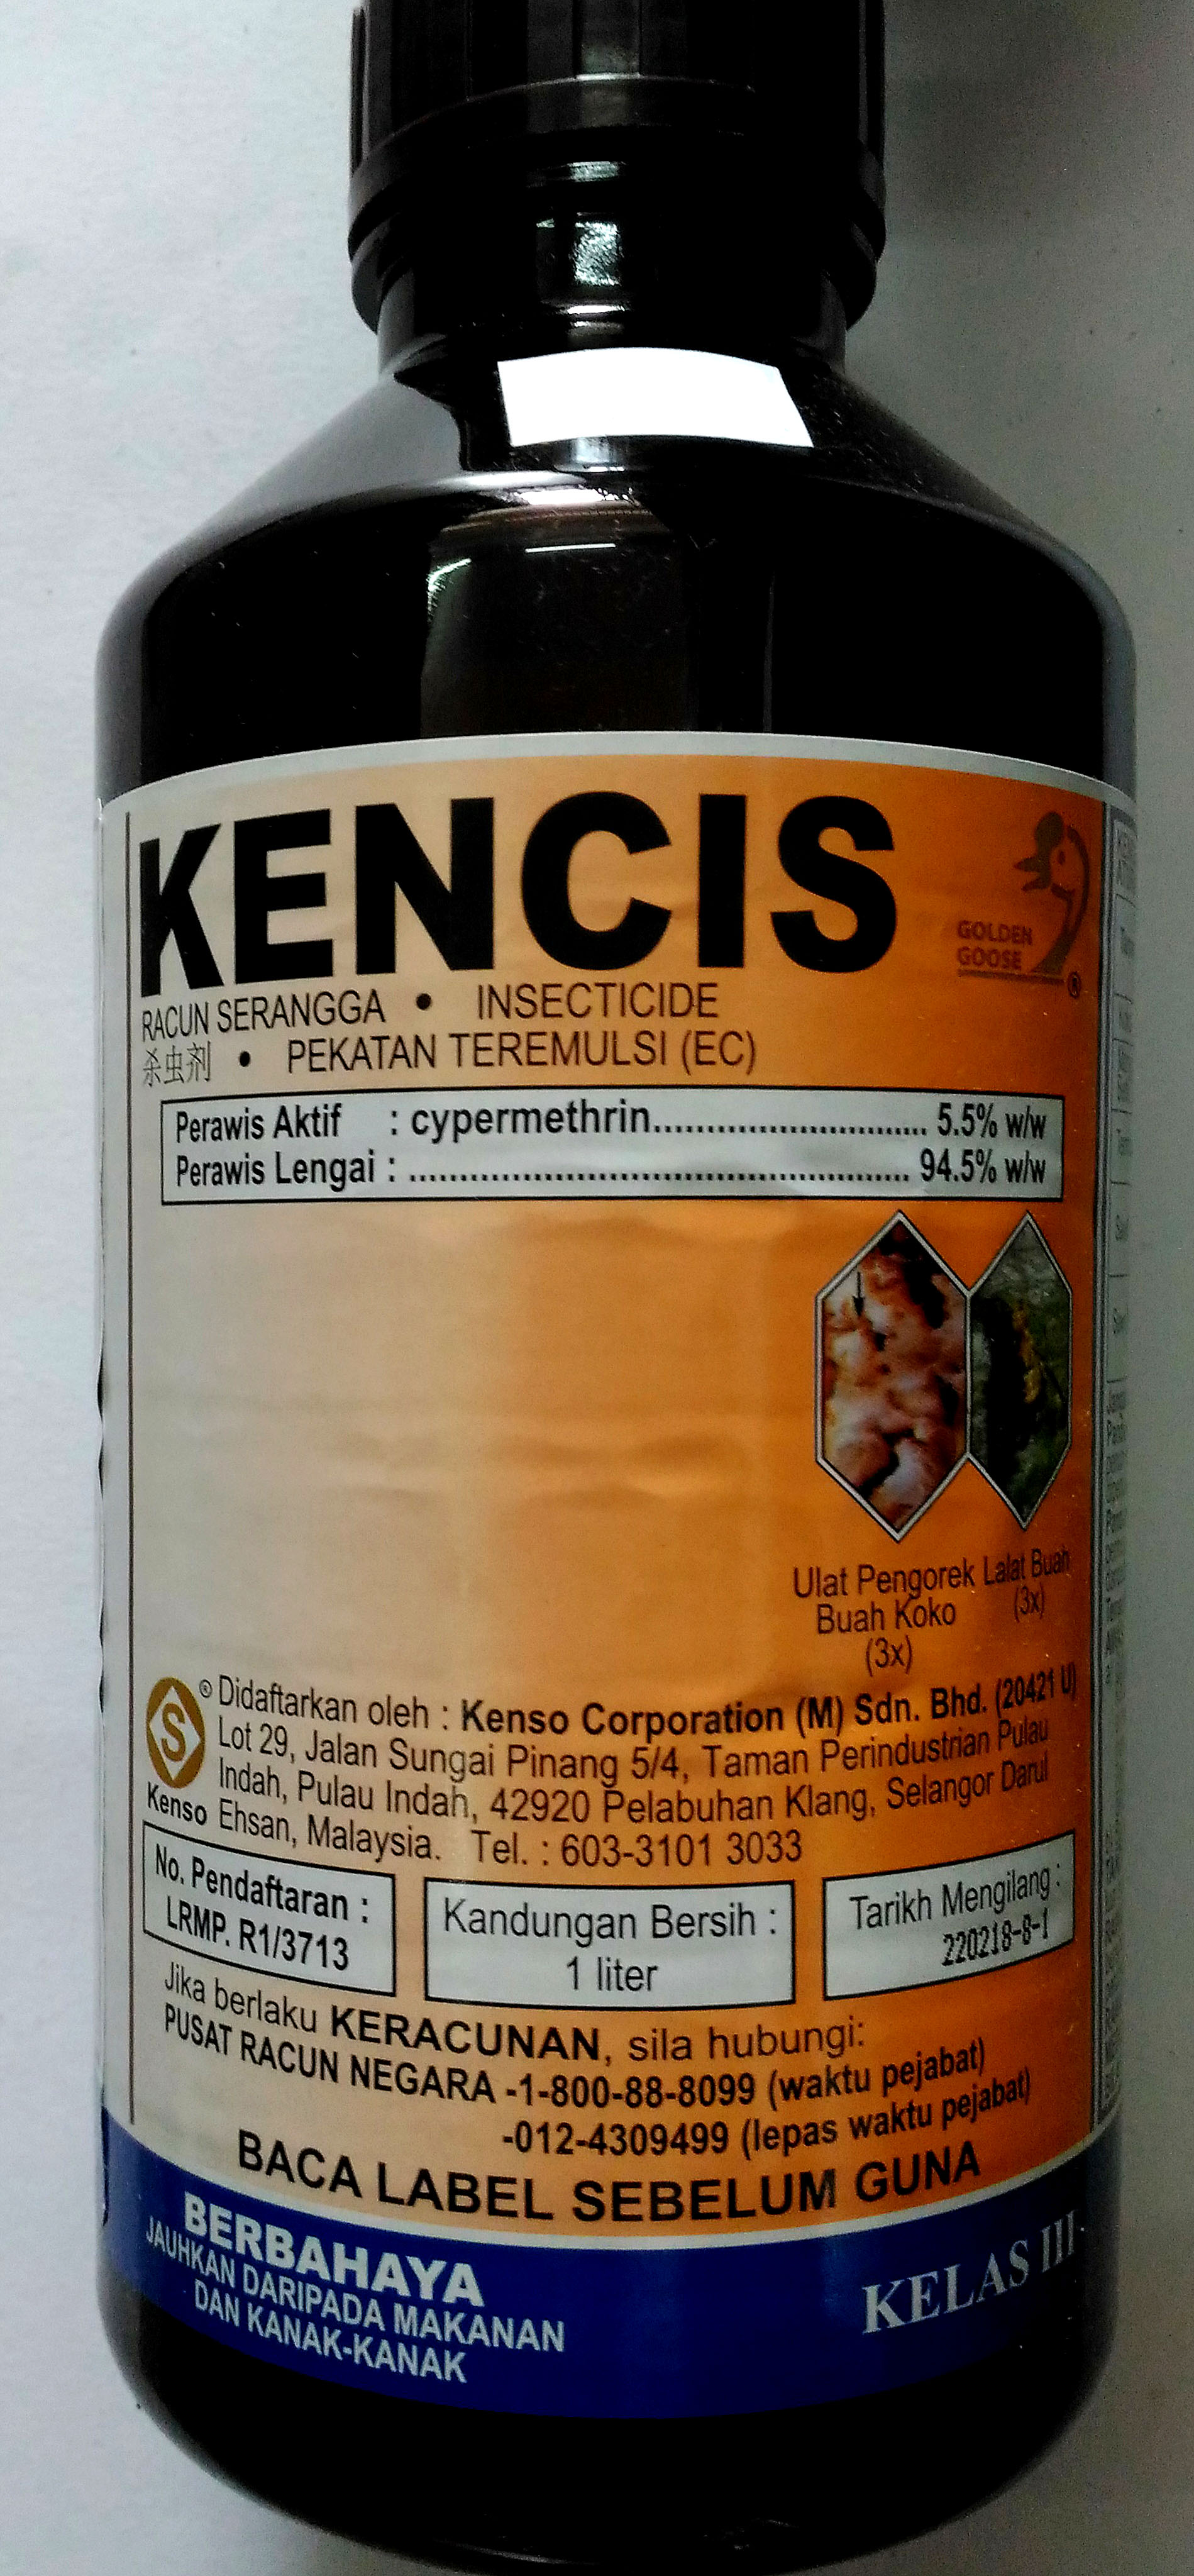 KENCIS
GOLDEN
GOOSE
®
RACUN SERANGGA • INSECTICIDE
杀虫剂 • PEKATAN TEREMULSI (EC)
Perawis Aktif : cypermethrin............................ 5.5% w/w
Perawis Lengai : ................................................ 94.5% w/w
Ulat Pengorek
Buah Koko
(3x)
Lalat Buah
(3x)
S
®
Kenso
Didaftarkan oleh : Kenso Corporation (M) Sdn. Bhd. (20421 U)
Lot 29, Jalan Sungai Pinang 5/4, Taman Perindustrian Pulau
Indah, Pulau Indah, 42920 Pelabuhan Klang, Selangor Darul
Ehsan, Malaysia. Tel. : 603-3101 3033
No. Pendaftaran :
LRMP. R1/3713
Kandungan Bersih :
1 liter
Tarikh Mengilang :
220218-8-1
Jika berlaku KERACUNAN, sila hubungi:
PUSAT RACUN NEGARA -1-800-88-8099 (waktu pejabat)
-012-4309499 (lepas waktu pejabat)
BACA LABEL SEBELUM GUNA
BERBAHAYA
JAUHKAN DARIPADA MAKANAN
DAN KANAK-KANAK
KELAS III